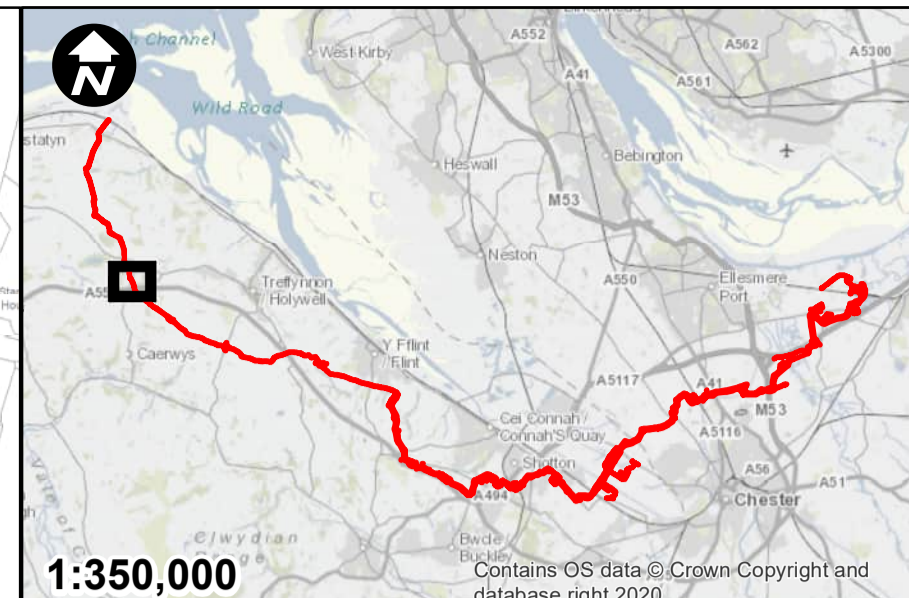 N
h Channel
West Kirby
A552
A562
A5300
A41
A561
Wild Road
statyn
Heswall
Bebington
M53
Neston
A550
Ellesmere
Port
Treffynnon
/ Holywell
A55
Caerwys
Y Fflint
/ Flint
A5117
A41
M53
Cei Connah /
Connah'S Quay
A5116
Shotton
A56
A51
A494
Chester
Clwydian
Range
Bwcle
Buckley
1:350,000
Contains OS data © Crown Copyright and
database right 2020